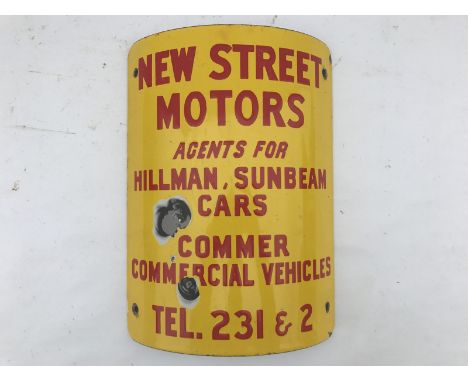 NEW STREET
MOTORS
AGENTS FOR
HILLMAN, SUNBEAM
CARS
COMMER
COMMERCIAL VEHICLES
TEL. 231 & 2